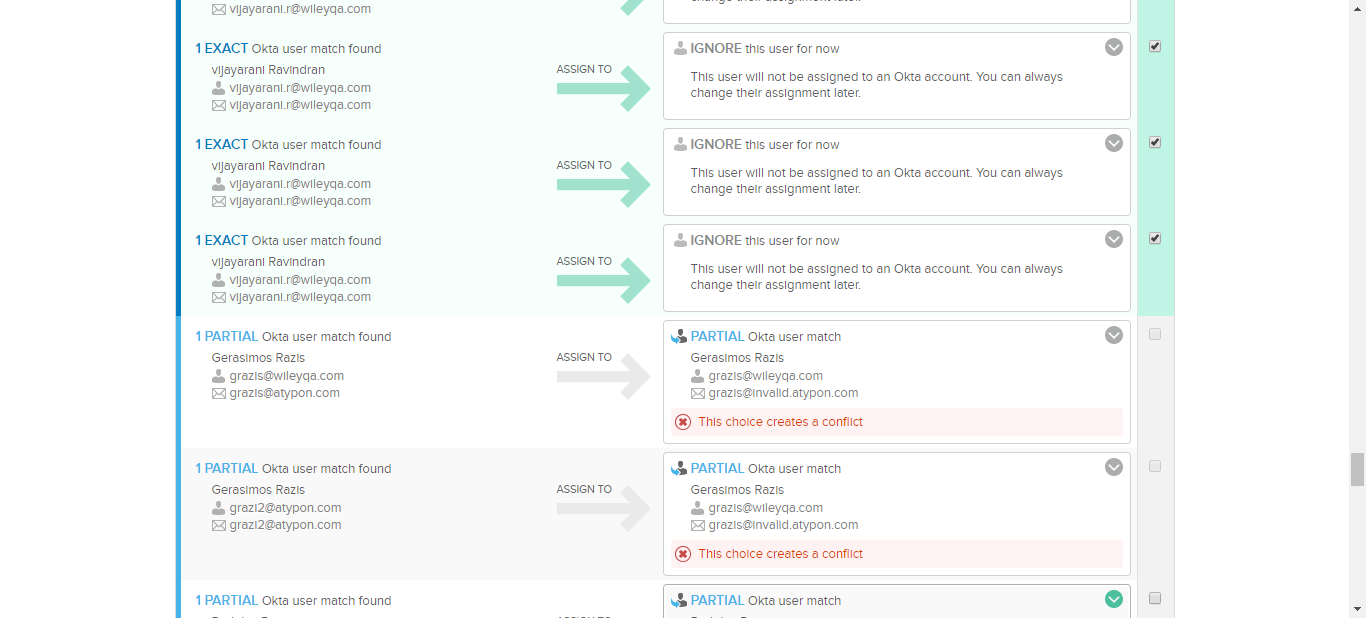 vijayarani.r@wileyqa.com
1 EXACT Okta user match found
vijayarani Ravindran
vijayarani.r@wileyqa.com
vijayarani.r@wileyqa.com
ASSIGN TO
IGNORE this user for now
This user will not be assigned to an Okta account. You can always
change their assignment later.
1 EXACT Okta user match found
vijayarani Ravindran
vijayarani.r@wileyqa.com
vijayarani.r@wileyqa.com
ASSIGN TO
IGNORE this user for now
This user will not be assigned to an Okta account. You can always
change their assignment later.
1 EXACT Okta user match found
vijayarani Ravindran
vijayarani.r@wileyqa.com
vijayarani.r@wileyqa.com
ASSIGN TO
IGNORE this user for now
This user will not be assigned to an Okta account. You can always
change their assignment later.
1 PARTIAL Okta user match found
Gerasimos Razis
grazis@wileyqa.com
grazis@atypon.com
ASSIGN TO
PARTIAL Okta user match
Gerasimos Razis
grazis@wileyqa.com
grazis@invalid.atypon.com
This choice creates a conflict
1 PARTIAL Okta user match found
Gerasimos Razis
grazi2@atypon.com
grazi2@atypon.com
ASSIGN TO
PARTIAL Okta user match
Gerasimos Razis
grazis@wileyqa.com
grazis@invalid.atypon.com
This choice creates a conflict
1 PARTIAL Okta user match found
PARTIAL Okta user match